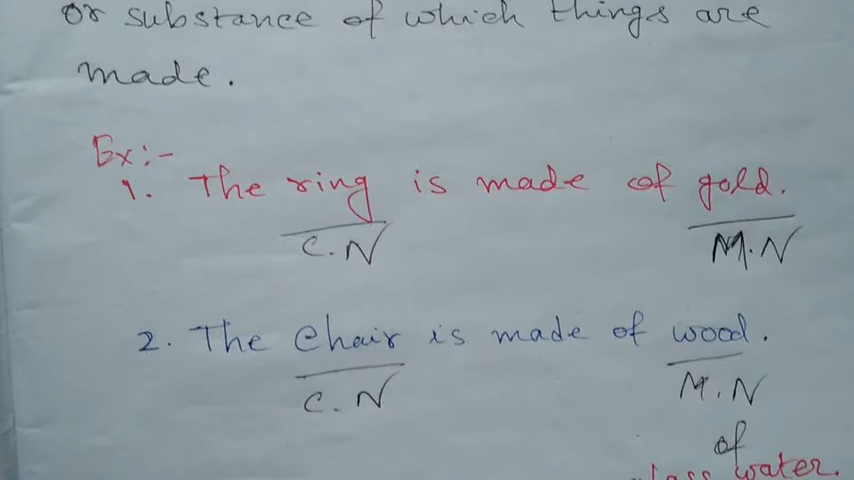 or substance of which things are
made.
Ex:-
1. The ring is made of gold.
C.N M.N
2. The chair is made of wood.
C.N M.N
of
water.